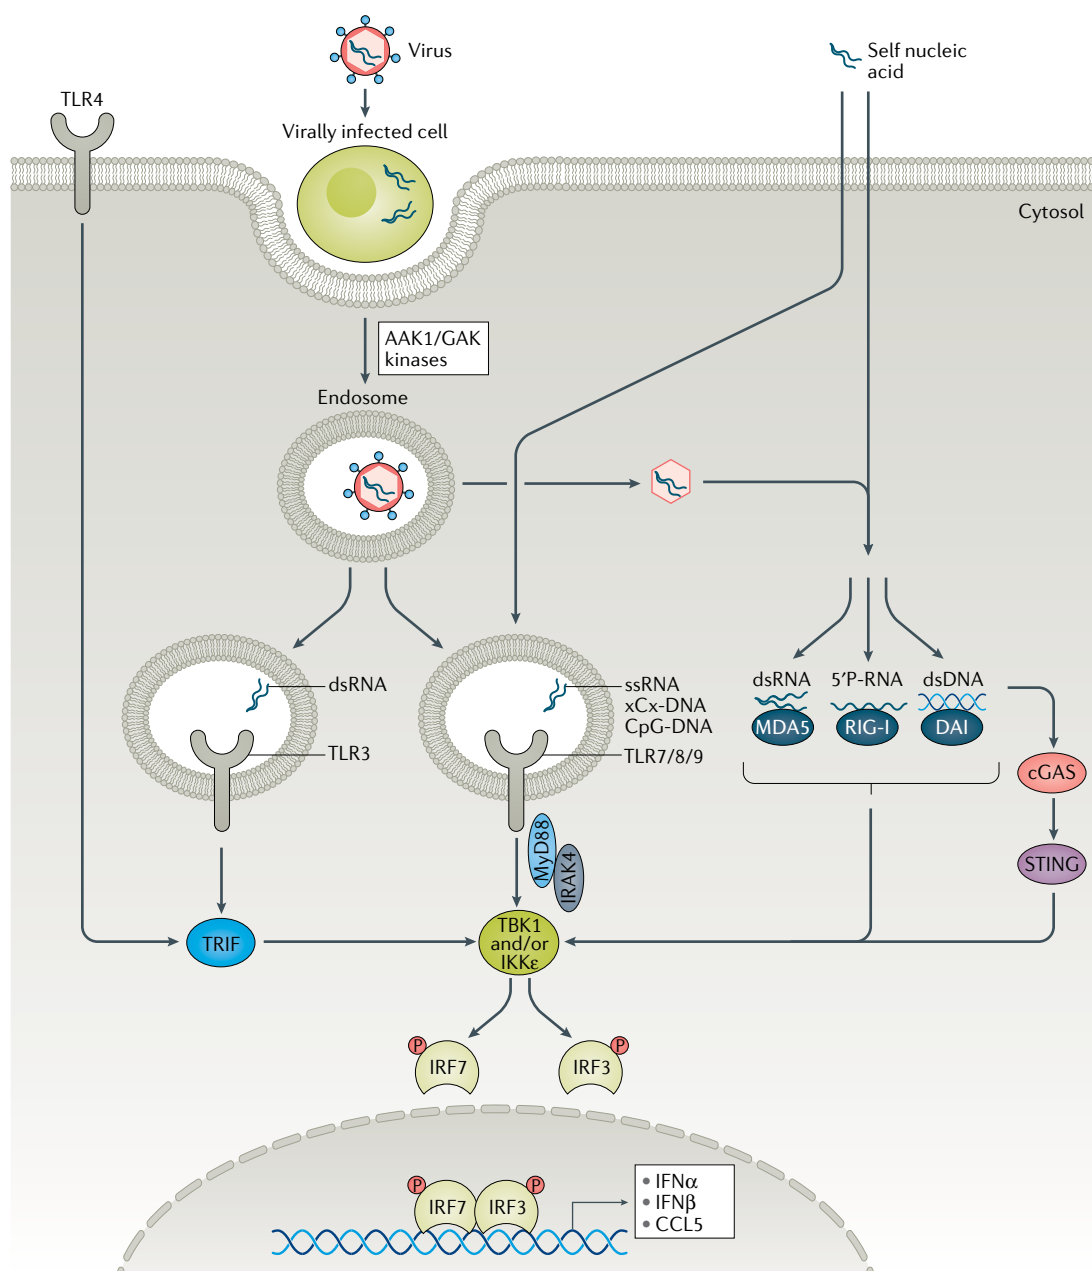 Virus
Self nucleic
acid
TLR4
Virally infected cell
Cytosol
AAK1/GAK
kinases
Endosome
dsRNA
TLR3
ssRNA
xCx-DNA
CpG-DNA
TLR7/8/9
dsRNA
MDA5
5′P-RNA
RIG-I
dsDNA
DAI
cGAS
STING
MyD88
IRAK4
TRIF
TBK1
and/or
IKKε
P
IRF7
P
IRF3
P
IRF7
P
IRF3
• IFNα
• IFNβ
• CCL5